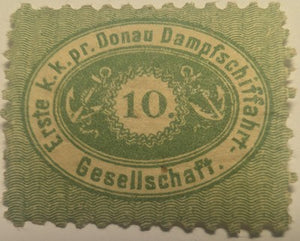 Erste k.k.pr. Donau Dampfschiffahrt-
Gesellschaft.
10.